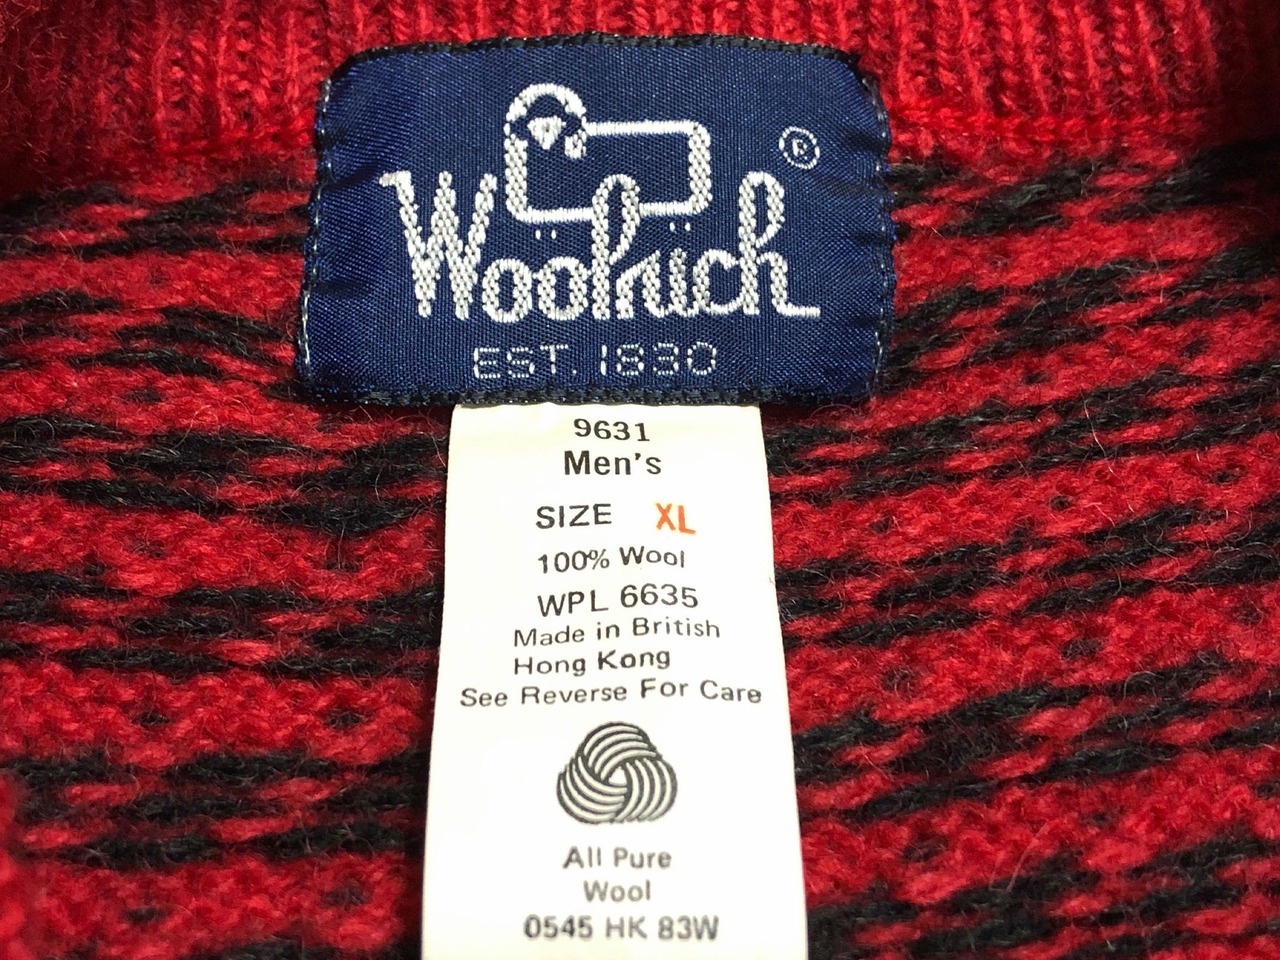 Woolrich ®
EST. 1830
9631
Men's
SIZE XL
100% Wool
WPL 6635
Made in British
Hong Kong
See Reverse For Care
All Pure
Wool
0545 HK 83W